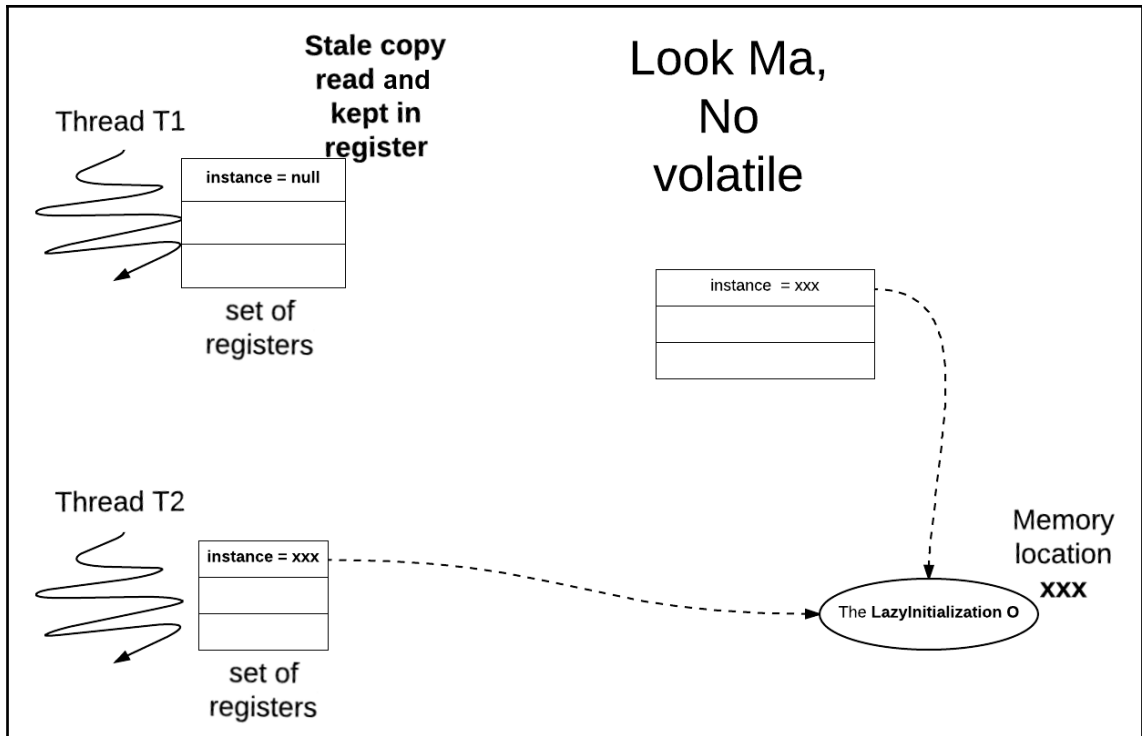 Stale copy
read and
kept in
register
Look Ma,
No
volatile
Thread T1
instance = null
set of
registers
instance = xxx
Thread T2
instance = xxx
set of
registers
Memory
location
xxx
The LazyInitialization O